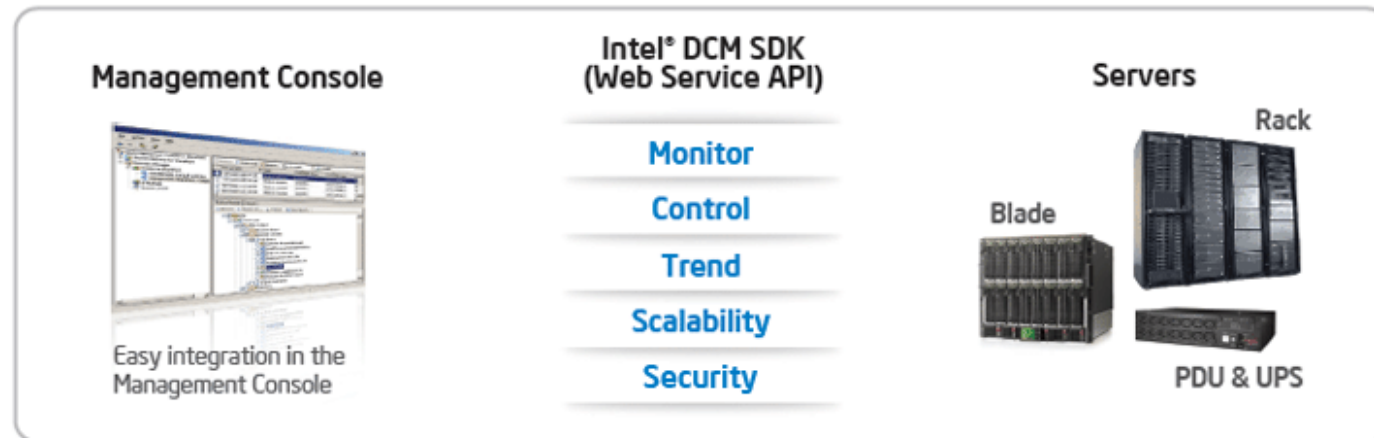 Management Console
Easy integration in the
Management Console
Intel® DCM SDK
(Web Service API)
Monitor
Control
Trend
Scalability
Security
Servers
Rack
Blade
PDU & UPS